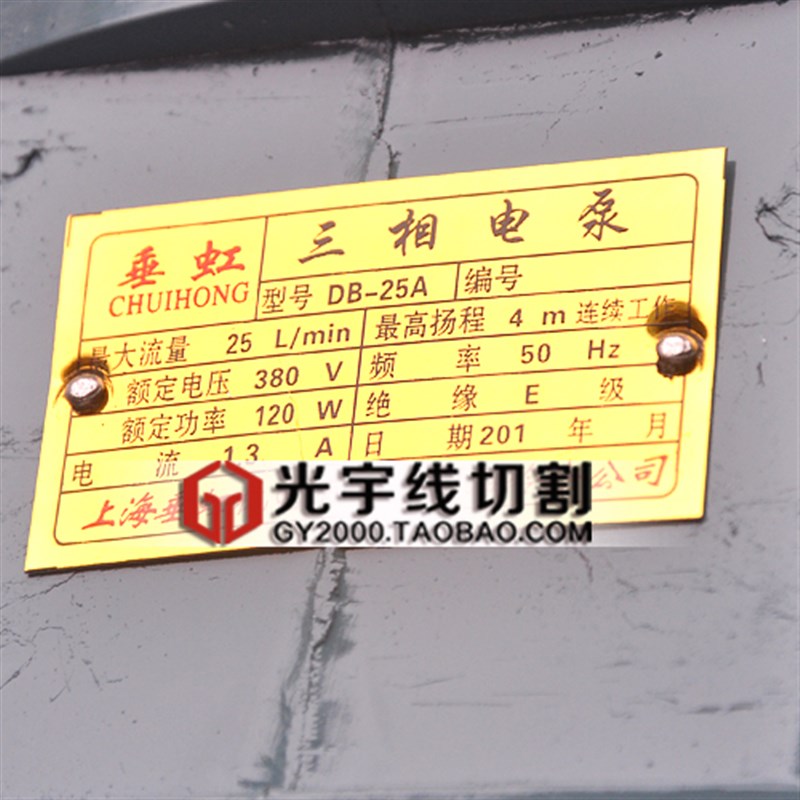 垂虹 三相电泵
CHUIHONG 型号 DB-25A 编号
最大流量 25 L/min 最高扬程 4 m 连续工作
额定电压 380 V 频率 50 Hz
额定功率 120 W 绝缘 E 级
电流 1.3 A 日期 201 年 月
上海垂 公司
光宇线切割
GY2000.TAOBAO.COM